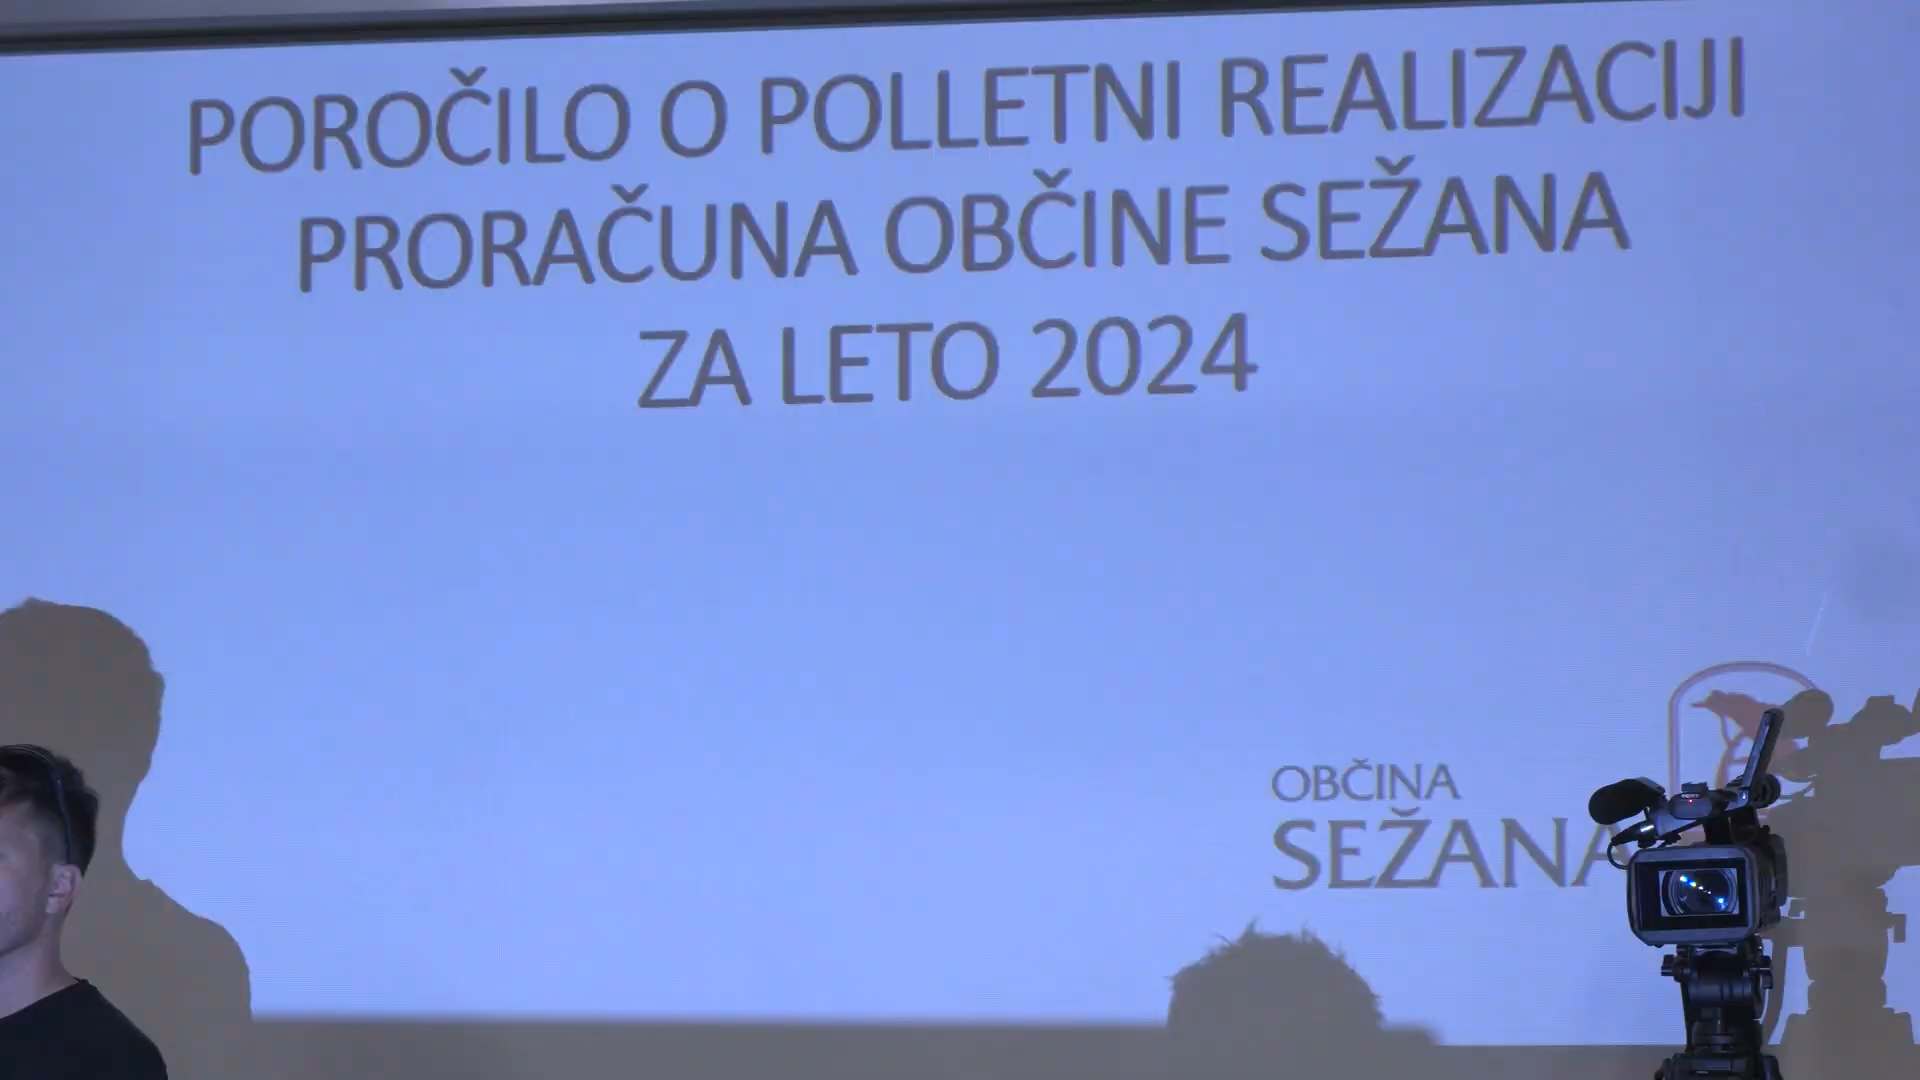 POROČILO O POLLETNI REALIZACIJI
PRORAČUNA OBČINE SEŽANA
ZA LETO 2024
OBČINA
SEŽANA